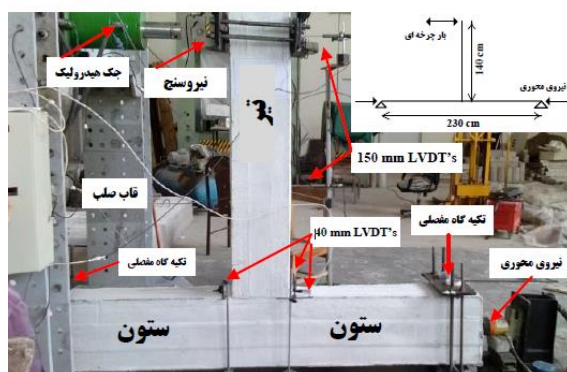 جک هیدرولیک
نیروسنج
تیر
قاب صلب
تکیه گاه مفصلی
ستون
ستون
40 mm LVDT's
150 mm LVDT's
تکیه گاه مفصلی
نیروی محوری
بار چرخه ای
140 cm
نیروی محوری
230 cm